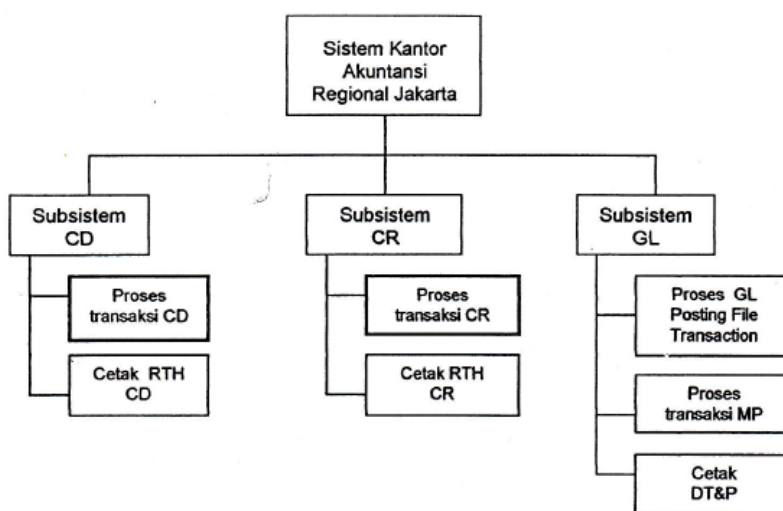 Sistem Kantor
Akuntansi
Regional Jakarta
Subsistem
CD
Subsistem
CR
Subsistem
GL
Proses
transaksi CD
Cetak RTH
CD
Proses
transaksi CR
Cetak RTH
CR
Proses GL
Posting File
Transaction
Proses
transaksi MP
Cetak
DT&P